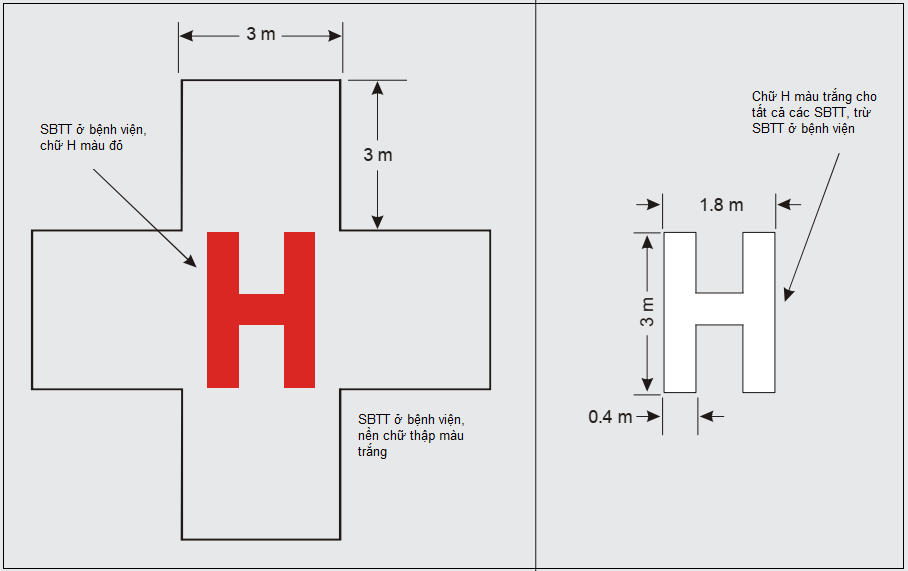 3 m
SBTT ở bệnh viện,
chữ H màu đỏ
3 m
H
SBTT ở bệnh viện,
nền chữ thập màu
trắng
Chữ H màu trắng cho
tất cả các SBTT, trừ
SBTT ở bệnh viện
1.8 m
3 m
H
0.4 m